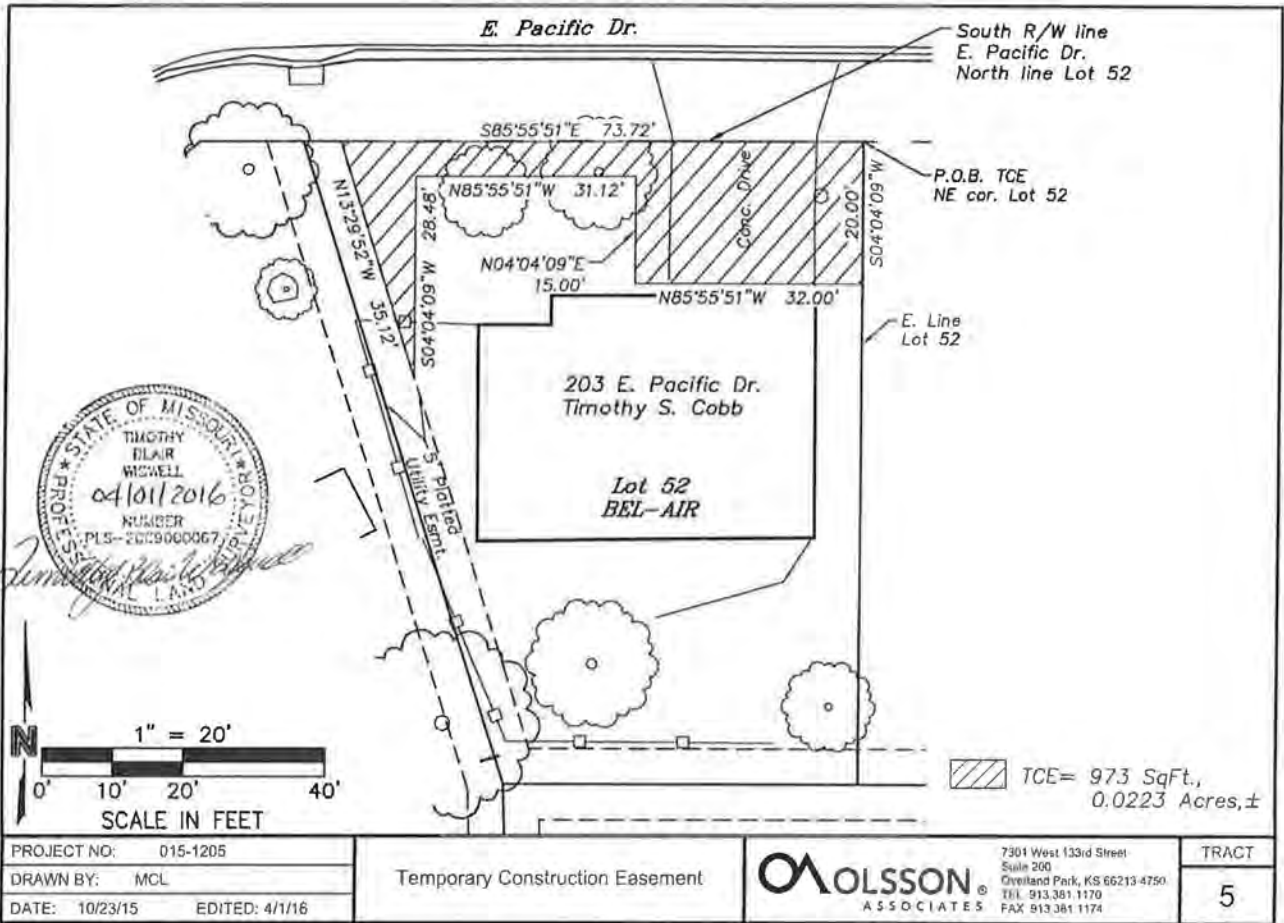 E. Pacific Dr.
South R/W line
E. Pacific Dr.
North line Lot 52
S85°55'51"E 73.72'
P.O.B. TCE
NE cor. Lot 52
N85°55'51"W 31.12'
N13°29'52"W 35.12'
S04°04'09"W 28.48'
Conc. Drive
20.00'
S04°04'09"W
N04°04'09"E
15.00'
N85°55'51"W 32.00'
E. Line
Lot 52
203 E. Pacific Dr.
Timothy S. Cobb
Lot 52
BEL-AIR
5' Platted
Utility Esmt.
STATE OF MISSOURI
TIMOTHY
BLAIR
WISWELL
04/01/2016
NUMBER
PROFESSIONAL LAND SURVEYOR
N
1" = 20'
0' 10' 20' 40'
SCALE IN FEET
TCE= 973 SqFt.,
0.0223 Acres,±
PROJECT NO: 015-1205
DRAWN BY: MCL
DATE: 10/23/15 EDITED: 4/1/16
Temporary Construction Easement
OLSSON ®
ASSOCIATES
7301 West 133rd Street
Suite 200
Overland Park, KS 66213-4750
TEL 913.381.1170
FAX 913.381.1174
TRACT
5